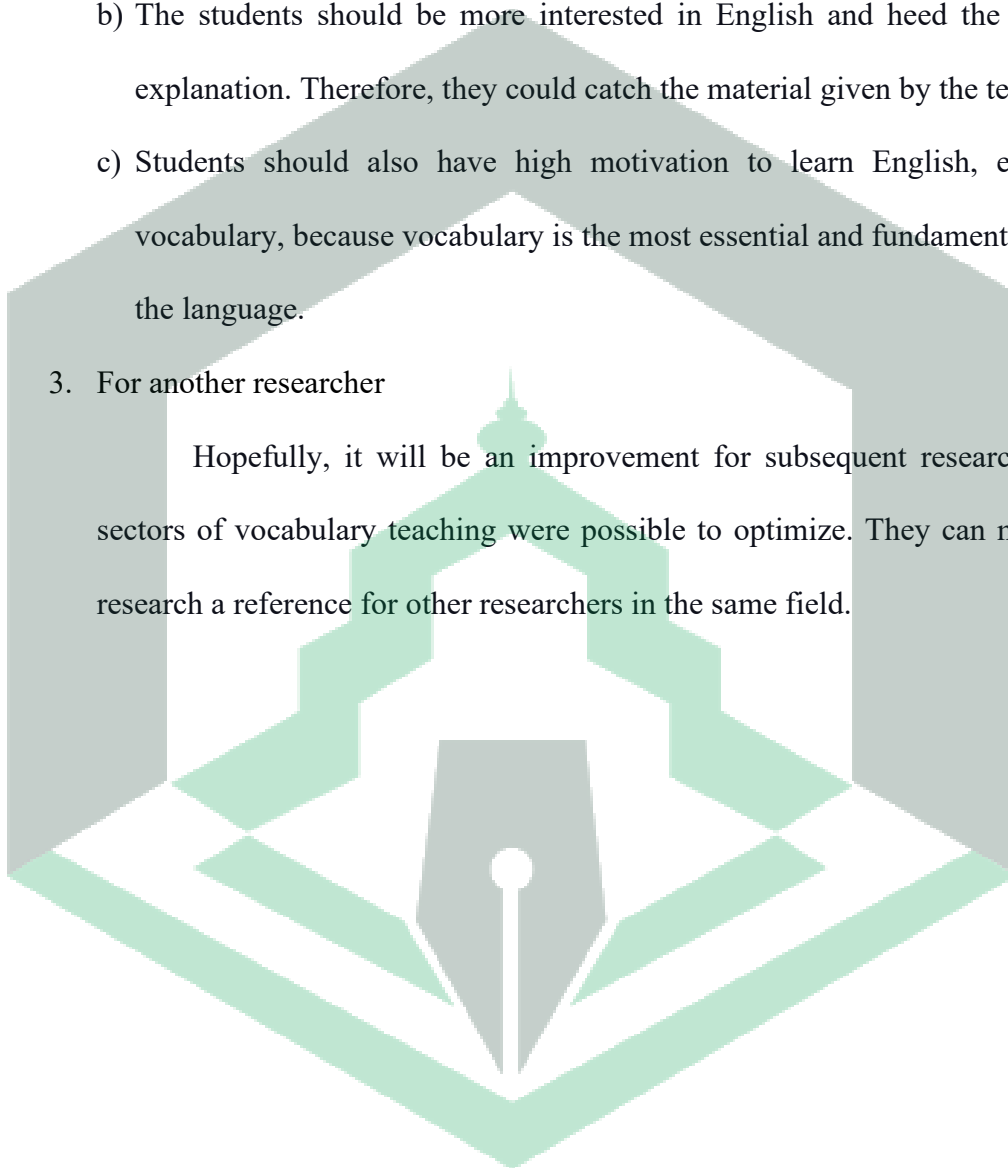 b) The students should be more interested in English and heed the
explanation. Therefore, they could catch the material given by the
c) Students should also have high motivation to learn English,
vocabulary, because vocabulary is the most essential and
the language.
3. For another researcher
Hopefully, it will be an improvement for subsequent
sectors of vocabulary teaching were possible to optimize. They can
research a reference for other researchers in the same field.